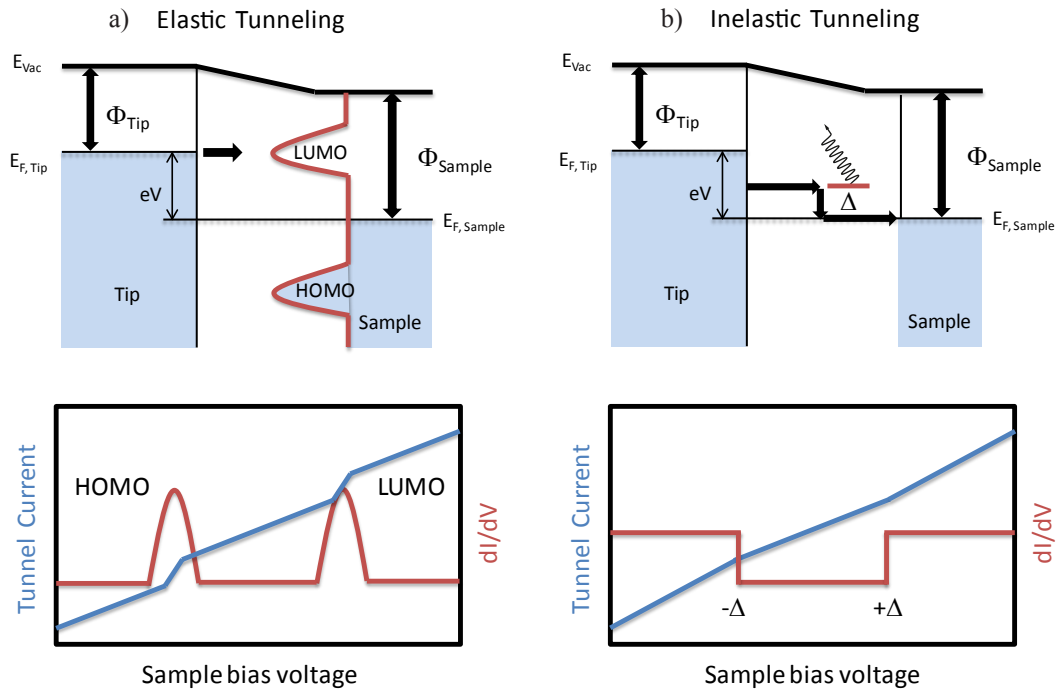 a) Elastic Tunneling
E_Vac
Φ_Tip
E_F, Tip
LUMO
Φ_Sample
eV
E_F, Sample
HOMO
Tip
Sample
HOMO
LUMO
Tunnel Current
dI/dV
Sample bias voltage
b) Inelastic Tunneling
E_Vac
Φ_Tip
E_F, Tip
Φ_Sample
eV
Δ
E_F, Sample
Tip
Sample
Tunnel Current
dI/dV
-Δ +Δ
Sample bias voltage